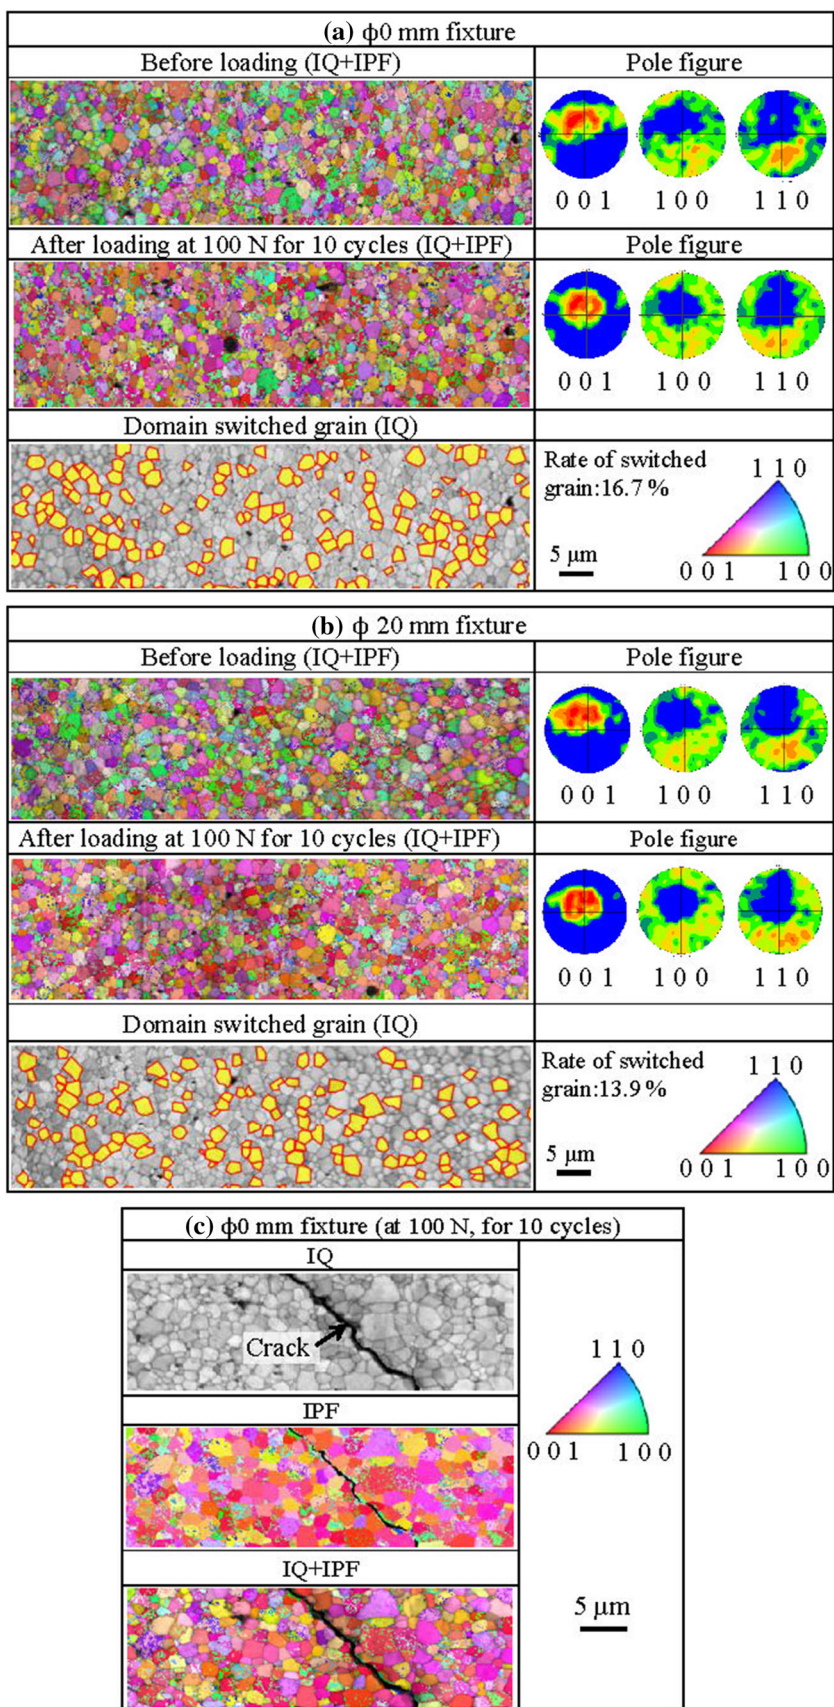 (a) ϕ0 mm fixture
Before loading (IQ+IPF)
Pole figure
0 0 1
1 0 0
1 1 0
After loading at 100 N for 10 cycles (IQ+IPF)
Pole figure
0 0 1
1 0 0
1 1 0
Domain switched grain (IQ)
Rate of switched
grain:16.7 %
5 μm
1 1 0
0 0 1
1 0 0
(b) ϕ 20 mm fixture
Before loading (IQ+IPF)
Pole figure
0 0 1
1 0 0
1 1 0
After loading at 100 N for 10 cycles (IQ+IPF)
Pole figure
0 0 1
1 0 0
1 1 0
Domain switched grain (IQ)
Rate of switched
grain:13.9 %
5 μm
1 1 0
0 0 1
1 0 0
(c) ϕ0 mm fixture (at 100 N, for 10 cycles)
IQ
Crack
1 1 0
0 0 1
1 0 0
IPF
IQ+IPF
5 μm